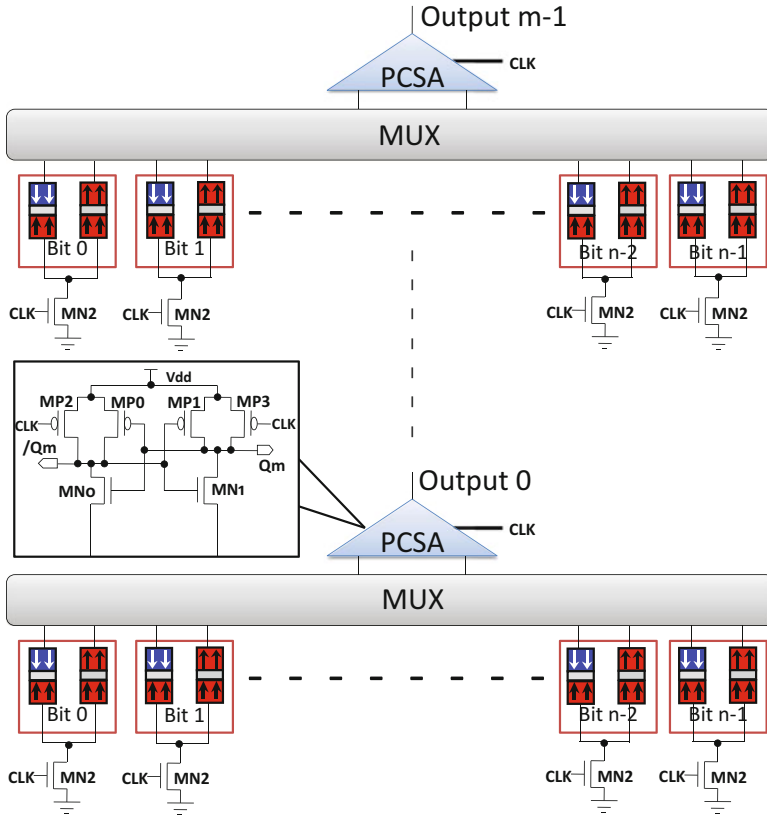 Output m-1
PCSA
CLK
MUX
Bit 0
Bit 1
Bit n-2
Bit n-1
CLK
MN2
CLK
MN2
CLK
MN2
CLK
MN2
Vdd
MP2
MP0
MP1
MP3
CLK
CLK
/Qm
Qm
MNo
MN1
Output 0
PCSA
CLK
MUX
Bit 0
Bit 1
Bit n-2
Bit n-1
CLK
MN2
CLK
MN2
CLK
MN2
CLK
MN2